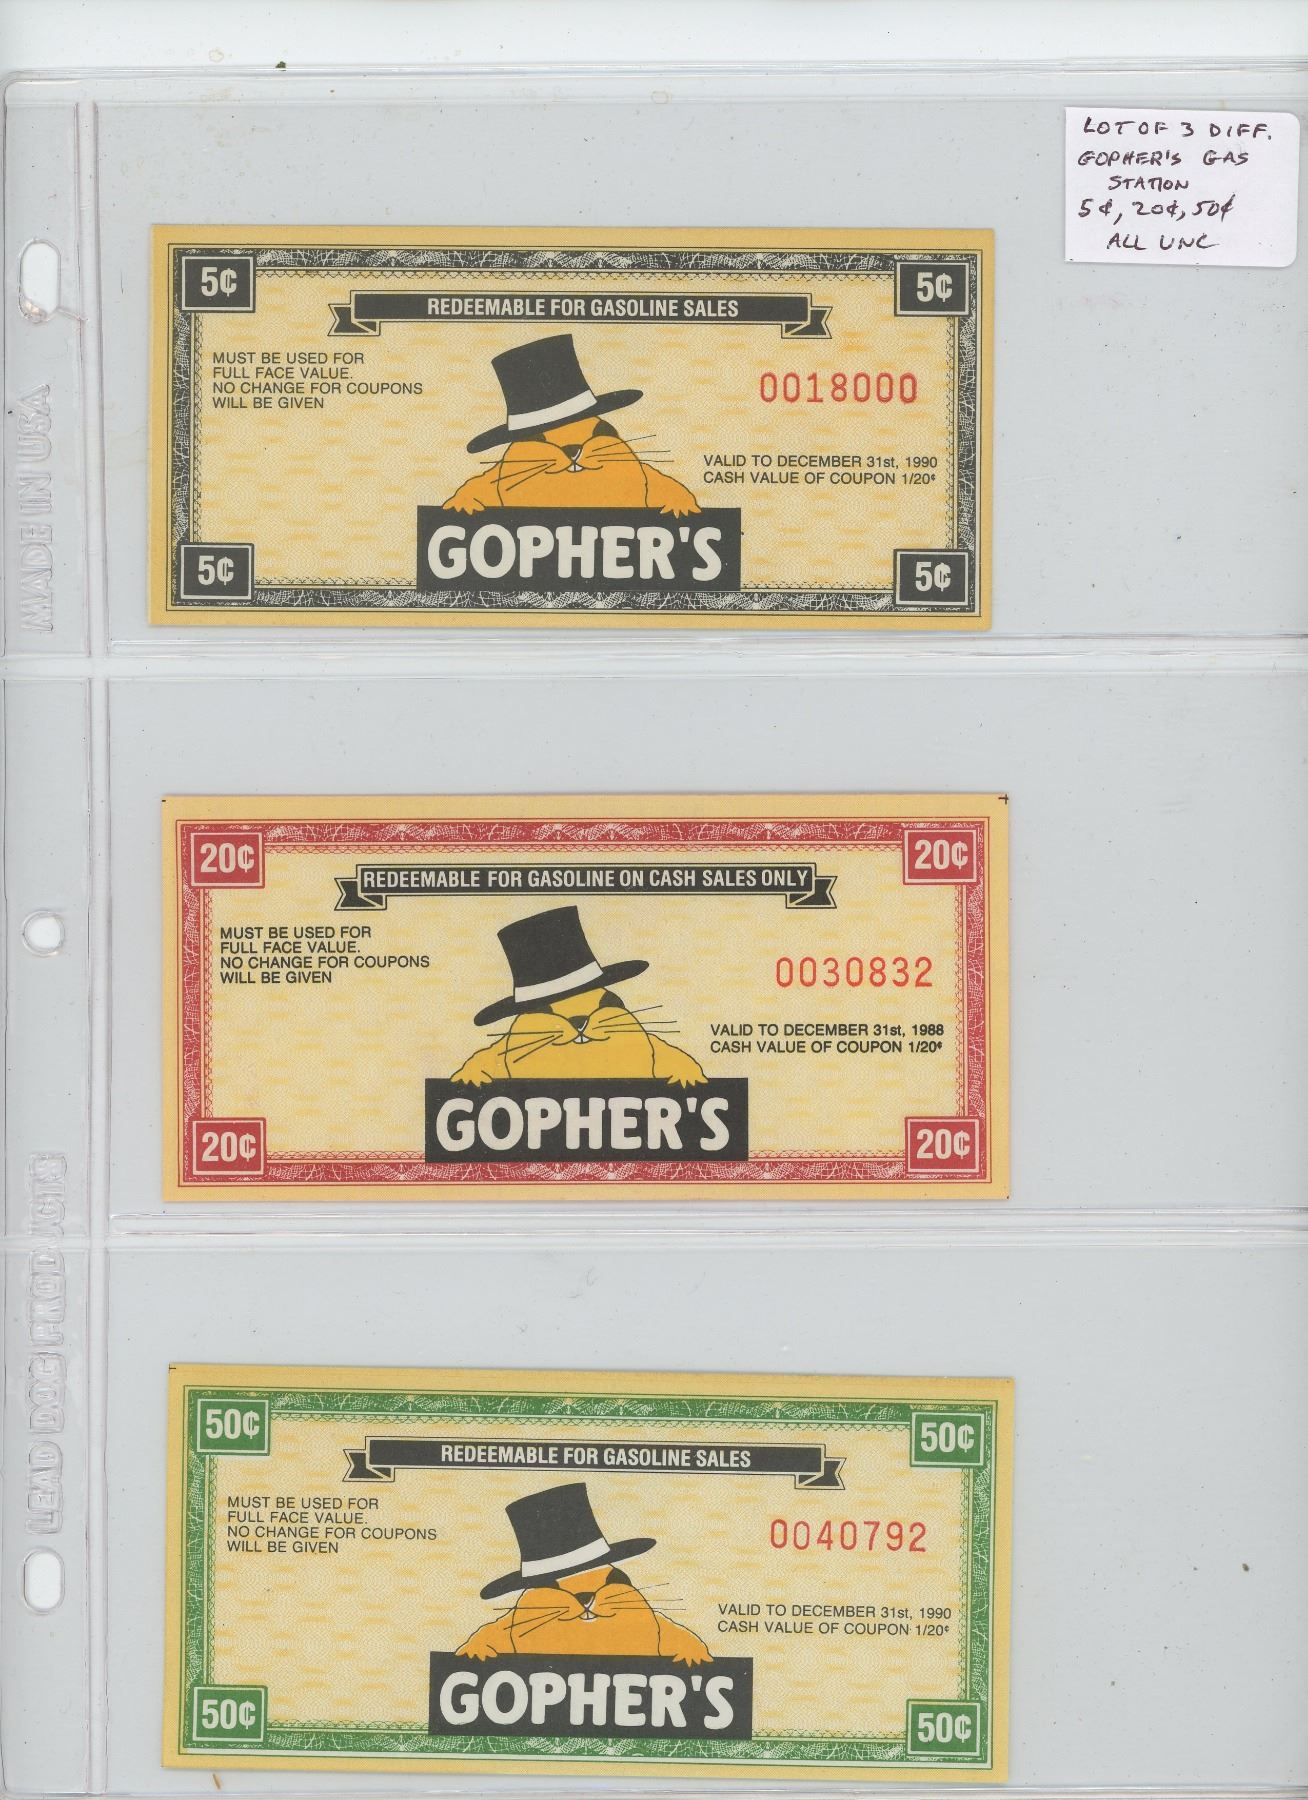 LOT OF 3 DIFF.
GOPHER'S GAS
STATION
5¢, 20¢, 50¢
ALL UNC
5¢
5¢
REDEEMABLE FOR GASOLINE SALES
MUST BE USED FOR
FULL FACE VALUE.
NO CHANGE FOR COUPONS
WILL BE GIVEN
0018000
VALID TO DECEMBER 31st, 1990
CASH VALUE OF COUPON 1/20¢
GOPHER'S
5¢
5¢
MADE IN USA
20¢
20¢
REDEEMABLE FOR GASOLINE ON CASH SALES ONLY
MUST BE USED FOR
FULL FACE VALUE.
NO CHANGE FOR COUPONS
WILL BE GIVEN
0030832
VALID TO DECEMBER 31st, 1988
CASH VALUE OF COUPON 1/20¢
GOPHER'S
20¢
20¢
LEAD DOG PRODUCTS
50¢
50¢
REDEEMABLE FOR GASOLINE SALES
MUST BE USED FOR
FULL FACE VALUE.
NO CHANGE FOR COUPONS
WILL BE GIVEN
0040792
VALID TO DECEMBER 31st, 1990
CASH VALUE OF COUPON 1/20¢
GOPHER'S
50¢
50¢